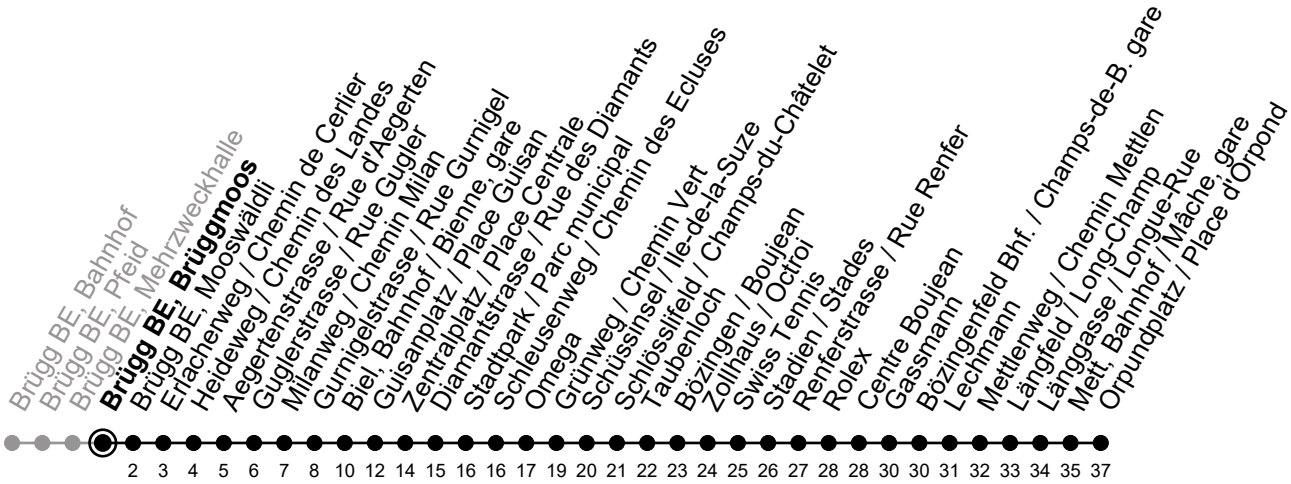 Brügg BE, Bahnhof
Brügg BE, Pfeid
Brügg BE, Mehrzweckhalle
Brügg BE, Brüggmoos
Brügg BE, Mooswäldli
Erlacherweg / Chemin de Cerlier
Heideweg / Chemin des Landes
Aegertenstrasse / Rue d'Aegerten
Guglerstrasse / Rue Gugler
Milanweg / Chemin Milan
Gurnigelstrasse / Rue Gurnigel
Biel, Bahnhof / Bienne, gare
Guisanplatz / Place Guisan
Zentralplatz / Place Centrale
Diamantstrasse / Rue des Diamants
Stadtpark / Parc municipal
Schleusenweg / Chemin des Ecluses
Omega
Grünweg / Chemin Vert
Schüssinsel / Ile-de-la-Suze
Schlösslifeld / Champs-du-Châtelet
Taubenloch
Bözingen / Boujean
Zollhaus / Octroi
Swiss Tennis
Stadien / Stades
Renferstrasse / Rue Renfer
Rolex
Centre Boujean
Gassmann
Bözingenfeld Bhf. / Champs-de-B. gare
Lechmann
Mettlenweg / Chemin Mettlen
Längfeld / Long-Champ
Länggasse / Longue-Rue
Mett, Bahnhof / Mâche, gare
Orpundplatz / Place d'Orpond
2 3 4 5 6 7 8 10 12 14 15 16 16 17 19 20 21 22 23 24 25 26 27 28 28 30 30 31 32 33 34 35 37